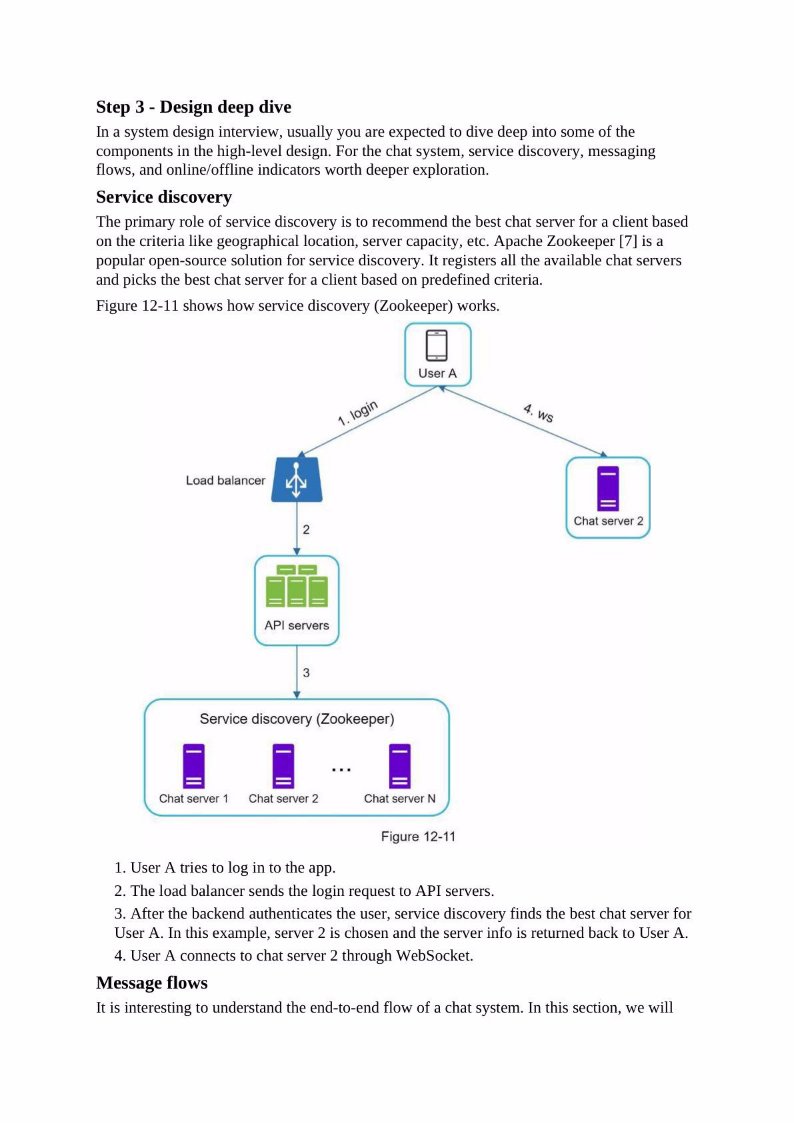 Step 3 - Design deep dive
In a system design interview, usually you are expected to dive deep into some of the
components in the high-level design. For the chat system, service discovery, messaging
flows, and online/offline indicators worth deeper exploration.
Service discovery
The primary role of service discovery is to recommend the best chat server for a client based
on the criteria like geographical location, server capacity, etc. Apache Zookeeper [7] is a
popular open-source solution for service discovery. It registers all the available chat servers
and picks the best chat server for a client based on predefined criteria.
Figure 12-11 shows how service discovery (Zookeeper) works.
User A
1. login
4. ws
Load balancer
Chat server 2
2
API servers
3
Service discovery (Zookeeper)
...
Chat server 1
Chat server 2
Chat server N
Figure 12-11
1. User A tries to log in to the app.
2. The load balancer sends the login request to API servers.
3. After the backend authenticates the user, service discovery finds the best chat server for
User A. In this example, server 2 is chosen and the server info is returned back to User A.
4. User A connects to chat server 2 through WebSocket.
Message flows
It is interesting to understand the end-to-end flow of a chat system. In this section, we will